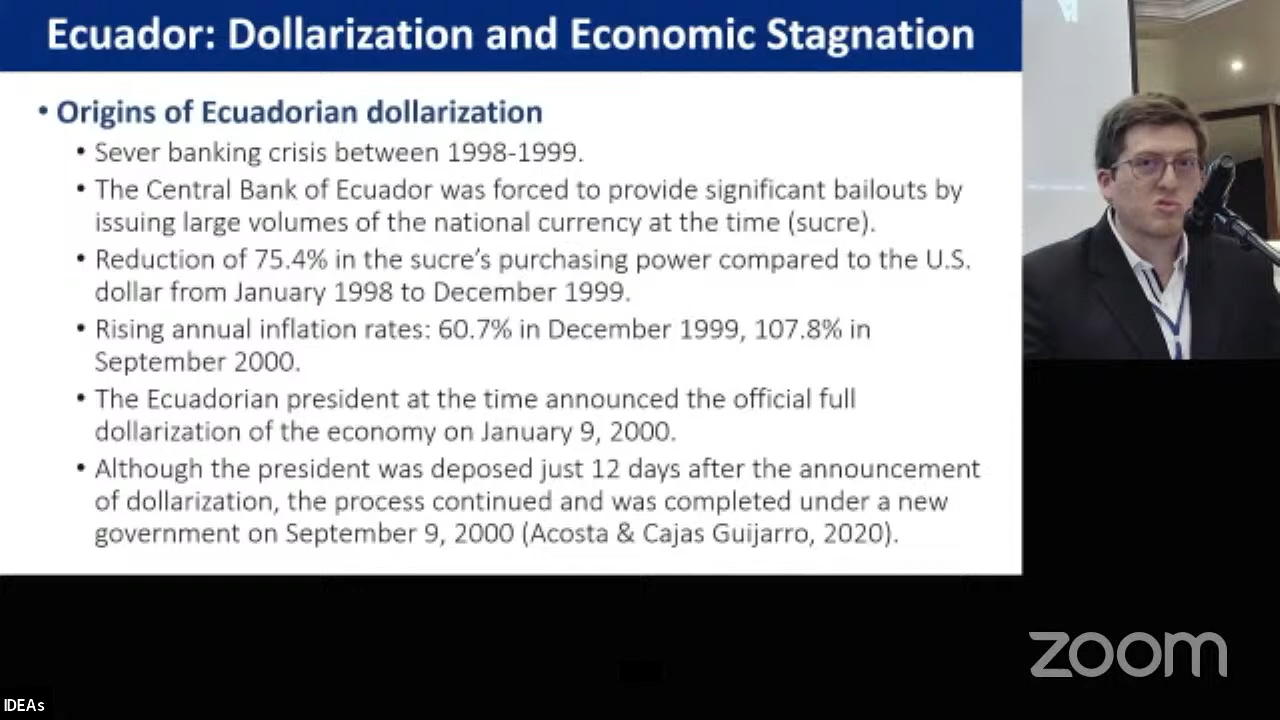 Ecuador: Dollarization and Economic Stagnation
• Origins of Ecuadorian dollarization
• Sever banking crisis between 1998-1999.
• The Central Bank of Ecuador was forced to provide significant bailouts by
issuing large volumes of the national currency at the time (sucre).
• Reduction of 75.4% in the sucre's purchasing power compared to the U.S.
dollar from January 1998 to December 1999.
• Rising annual inflation rates: 60.7% in December 1999, 107.8% in
September 2000.
• The Ecuadorian president at the time announced the official full
dollarization of the economy on January 9, 2000.
• Although the president was deposed just 12 days after the announcement
of dollarization, the process continued and was completed under a new
government on September 9, 2000 (Acosta & Cajas Guijarro, 2020).
zoom
IDEAs